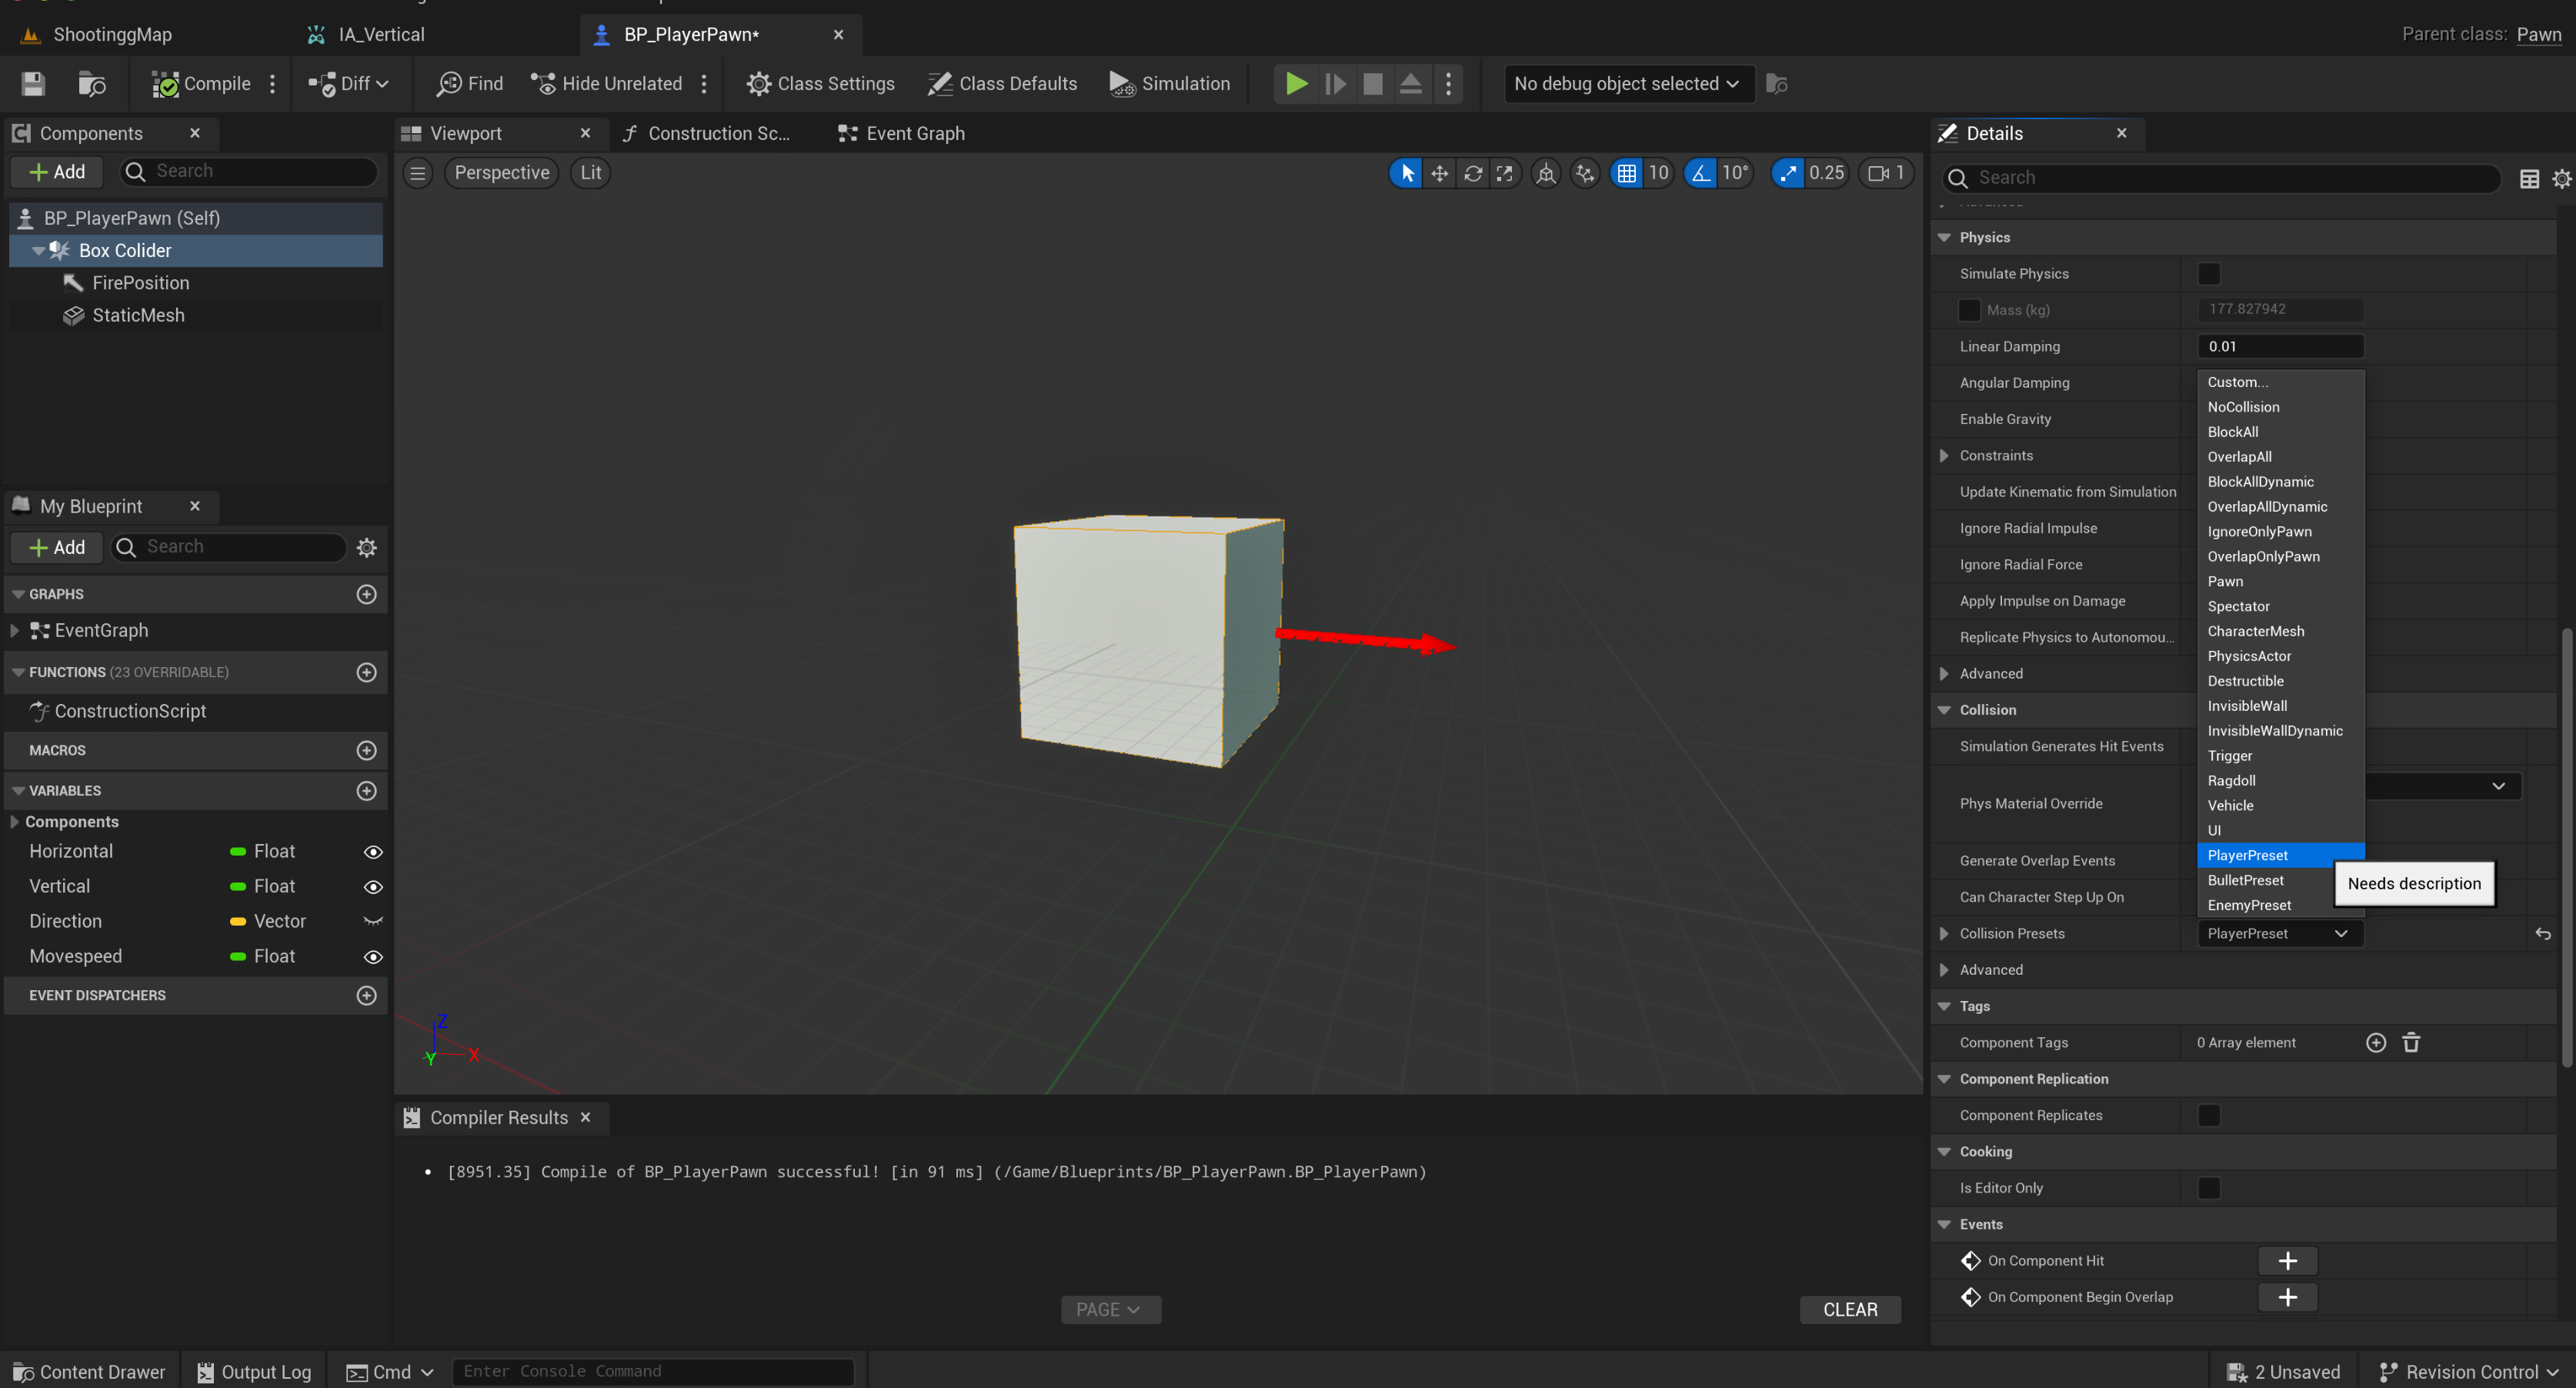 ShootinggMap
IA_Vertical
BP_PlayerPawn*
Parent class: Pawn
Compile
Diff
Find
Hide Unrelated
Class Settings
Class Defaults
Simulation
No debug object selected
Components
Add
Search
BP_PlayerPawn (Self)
Box Colider
FirePosition
StaticMesh
My Blueprint
Add
Search
GRAPHS
EventGraph
FUNCTIONS (23 OVERRIDABLE)
ConstructionScript
MACROS
VARIABLES
Components
Horizontal Float
Vertical Float
Direction Vector
Movespeed Float
EVENT DISPATCHERS
Viewport
Construction Sc...
Event Graph
Perspective
Lit
10
10°
0.25
1
Z
Y
X
Compiler Results
[8951.35] Compile of BP_PlayerPawn successful! [in 91 ms] (/Game/Blueprints/BP_PlayerPawn.BP_PlayerPawn)
PAGE
CLEAR
Details
Search
Physics
Simulate Physics
Mass (kg) 177.827942
Linear Damping 0.01
Angular Damping
Enable Gravity
Constraints
Update Kinematic from Simulation
Ignore Radial Impulse
Ignore Radial Force
Apply Impulse on Damage
Replicate Physics to Autonomou...
Advanced
Collision
Simulation Generates Hit Events
Phys Material Override
Generate Overlap Events
Can Character Step Up On
Custom...
NoCollision
BlockAll
OverlapAll
BlockAllDynamic
OverlapAllDynamic
IgnoreOnlyPawn
OverlapOnlyPawn
Pawn
Spectator
CharacterMesh
PhysicsActor
Destructible
InvisibleWall
InvisibleWallDynamic
Trigger
Ragdoll
Vehicle
UI
PlayerPreset
BulletPreset
EnemyPreset
Needs description
Collision Presets PlayerPreset
Advanced
Tags
Component Tags 0 Array element
Component Replication
Component Replicates
Cooking
Is Editor Only
Events
On Component Hit
On Component Begin Overlap
Content Drawer
Output Log
Cmd
Enter Console Command
2 Unsaved
Revision Control